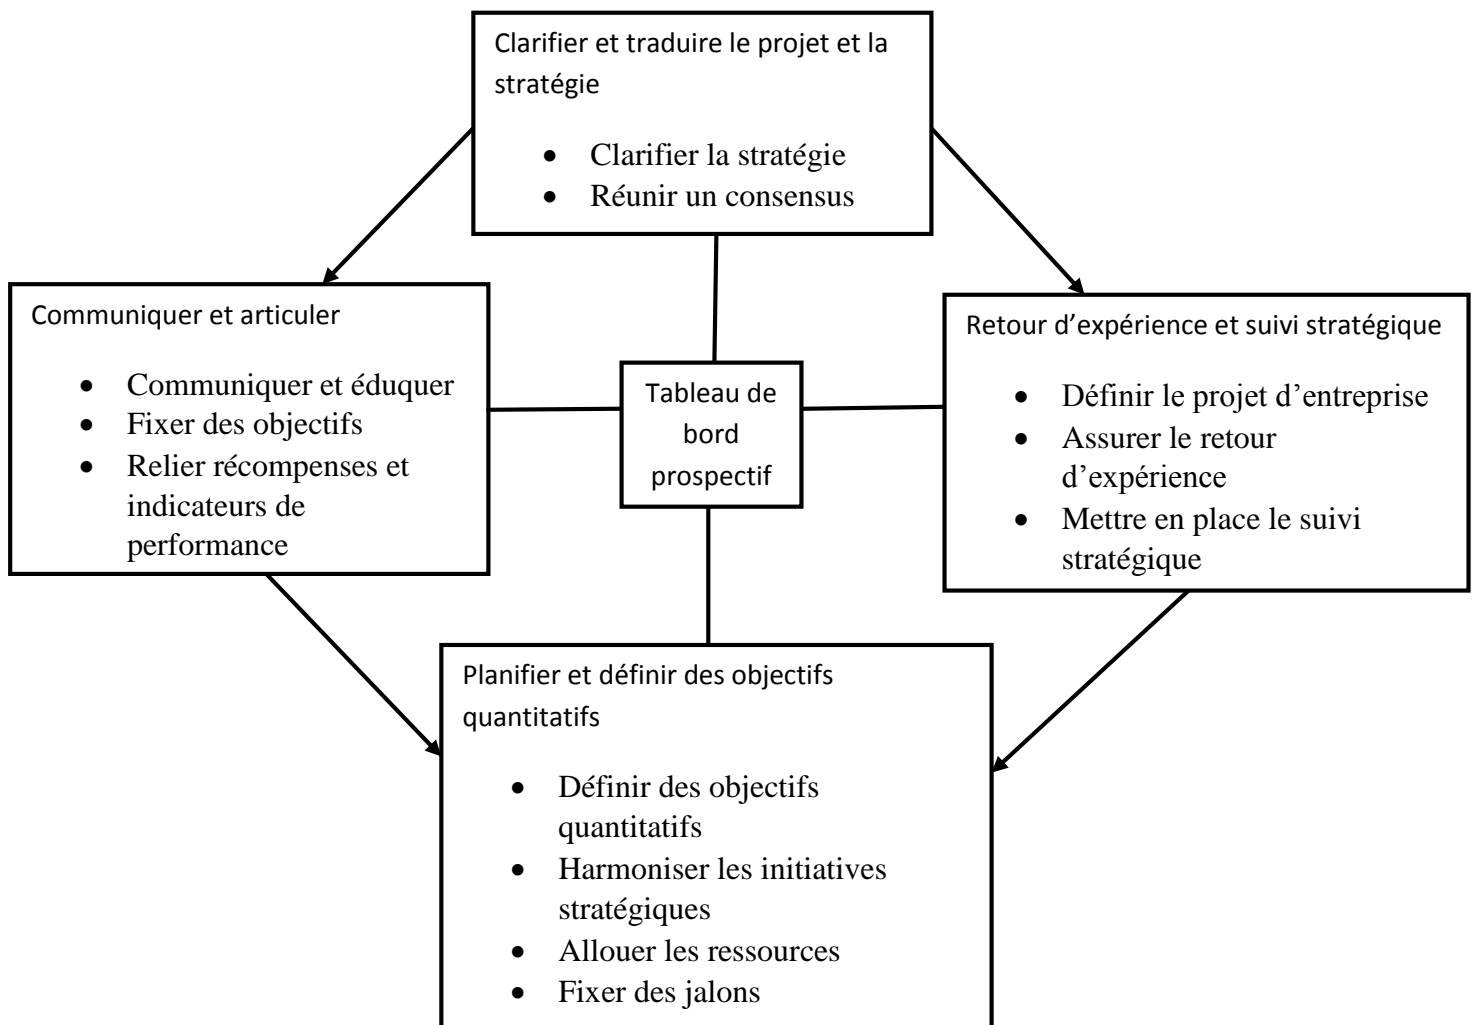 Clarifier et traduire le projet et la
stratégie
• Clarifier la stratégie
• Réunir un consensus
Communiquer et articuler
• Communiquer et éduquer
• Fixer des objectifs
• Relier récompenses et
indicateurs de
performance
Tableau de
bord
prospectif
Retour d’expérience et suivi stratégique
• Définir le projet d’entreprise
• Assurer le retour
d’expérience
• Mettre en place le suivi
stratégique
Planifier et définir des objectifs
quantitatifs
• Définir des objectifs
quantitatifs
• Harmoniser les initiatives
stratégiques
• Allouer les ressources
• Fixer des jalons